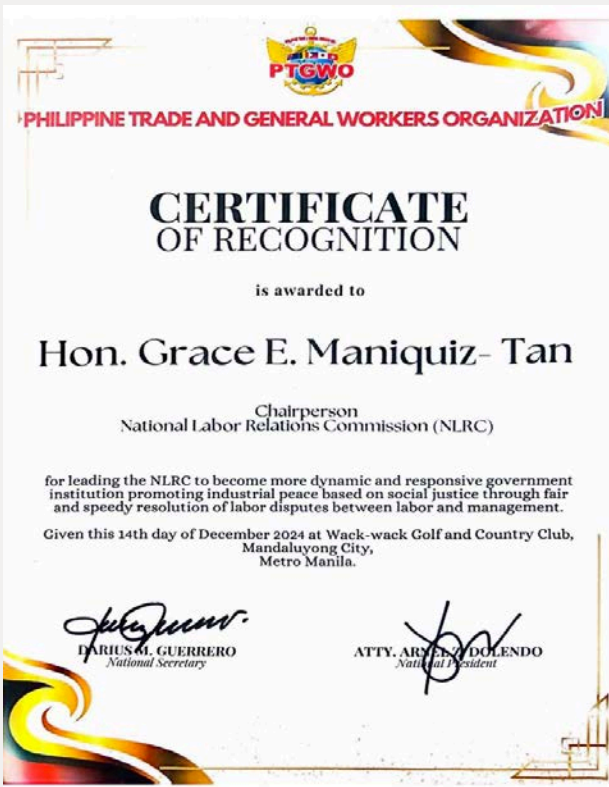 PTGWO
PHILIPPINE TRADE AND GENERAL WORKERS ORGANIZATION
CERTIFICATE
OF RECOGNITION
is awarded to
Hon. Grace E. Maniquiz- Tan
Chairperson
National Labor Relations Commission (NLRC)
for leading the NLRC to become more dynamic and responsive government
institution promoting industrial peace based on social justice through fair
and speedy resolution of labor disputes between labor and management.
Given this 14th day of December 2024 at Wack-wack Golf and Country Club,
Mandaluyong City,
Metro Manila.
DARIUS M. GUERRERO
National Secretary
ATTY. ARNEL Z. DOLENDO
National President